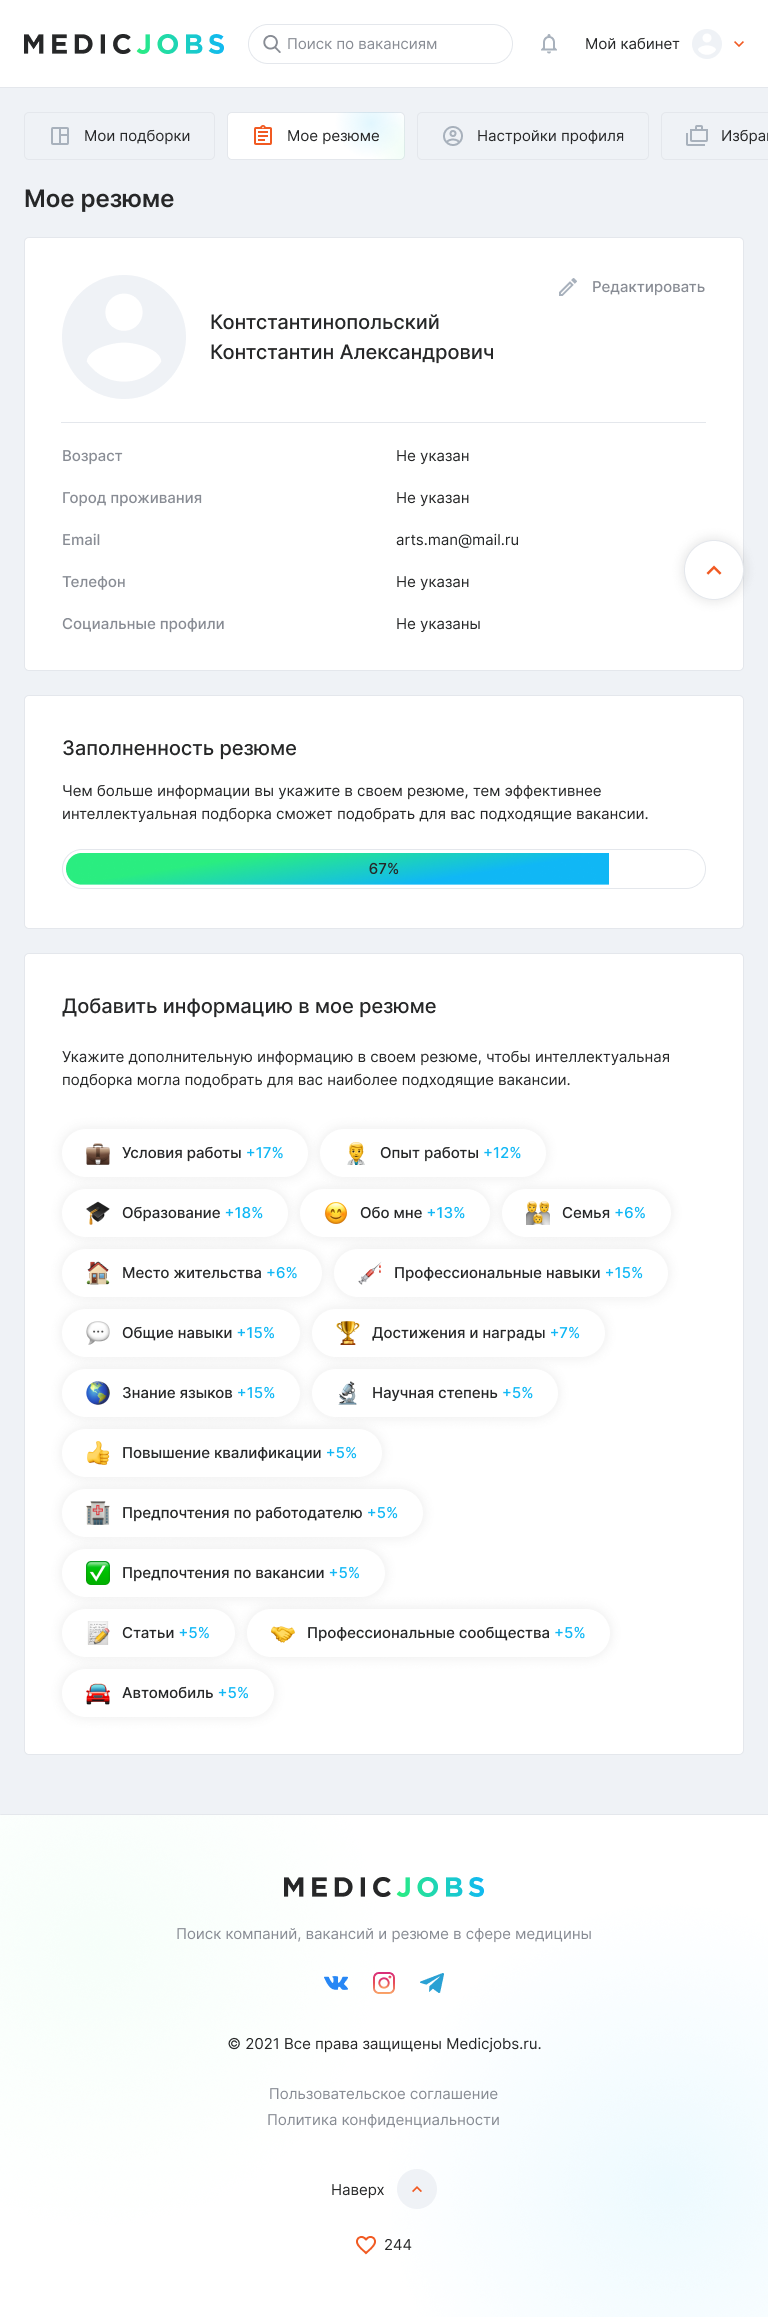 MEDICJOBS
Поиск по вакансиям
Мой кабинет
Мои подборки
Мое резюме
Настройки профиля
Избра
Мое резюме
Редактировать
Контстантинопольский
Контстантин Александрович
Возраст
Не указан
Город проживания
Не указан
Email
arts.man@mail.ru
Телефон
Не указан
Социальные профили
Не указаны
Заполненность резюме
Чем больше информации вы укажите в своем резюме, тем эффективнее
интеллектуальная подборка сможет подобрать для вас подходящие вакансии.
67%
Добавить информацию в мое резюме
Укажите дополнительную информацию в своем резюме, чтобы интеллектуальная
подборка могла подобрать для вас наиболее подходящие вакансии.
Условия работы +17%
Опыт работы +12%
Образование +18%
Обо мне +13%
Семья +6%
Место жительства +6%
Профессиональные навыки +15%
Общие навыки +15%
Достижения и награды +7%
Знание языков +15%
Научная степень +5%
Повышение квалификации +5%
Предпочтения по работодателю +5%
Предпочтения по вакансии +5%
Статьи +5%
Профессиональные сообщества +5%
Автомобиль +5%
MEDICJOBS
Поиск компаний, вакансий и резюме в сфере медицины
© 2021 Все права защищены Medicjobs.ru.
Пользовательское соглашение
Политика конфиденциальности
Наверх
244